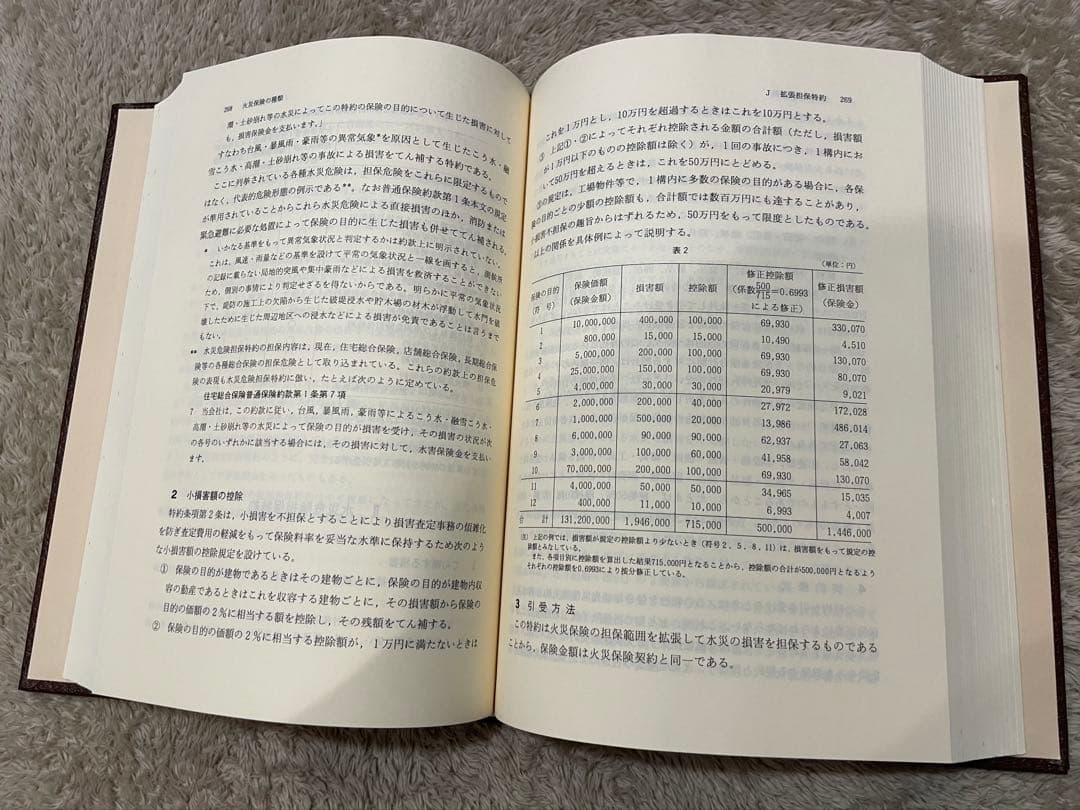 268 火災保険の種類
潮・土砂崩れ等の水災によってこの特約の保険の目的について生じた損害に対して
も,損害保険金を支払います。」
すなわち台風・暴風雨・豪雨等の異常気象*を原因として生じたこう水・融
雪こう水・高潮・土砂崩れ等の事故による損害をてん補する特約である。
ここに列挙されている各種水災危険は,担保危険をこれらに限定するもので
はなく,代表的危険形態の例示である**。なお普通保険約款第1条本文の規定
が準用されていることからこれら水災危険による直接損害のほか,消防または
緊急避難に必要な処置によって保険の目的に生じた損害も併せててん補される。
* いかなる基準をもって異常気象状況と判定するかは約款上に明示されていない。
これは,風速・雨量などの基準を設けて平常の気象状況と一線を画すると,測候所
の記録に載らない局地的突風や集中豪雨などによる損害を救済することができない
ため,個別の事情により判定せざるを得ないからである。明らかに平常の気象状況
下で,堤防の施工上の欠陥から生じた破堤浸水や貯木場の材木が浮動して水門を破
壊したために生じた周辺地区への浸水などによる損害が免責であることは言うまで
もない。
** 水災危険担保特約の担保内容は,現在,住宅総合保険,店舗総合保険,長期総合保
険等の各種総合保険の担保危険として取り込まれている。これらの約款上の担保危
険の表現も水災危険担保特約に倣い,たとえば次のように定めている。
住宅総合保険普通保険約款第1条第7項
7 当会社は,この約款に従い,台風,暴風雨,豪雨等によるこう水・融雪こう水・
高潮・土砂崩れ等の水災によって保険の目的が損害を受け,その損害の状況が次
の各号のいずれかに該当する場合には,その損害に対して,水害保険金を支払い
ます。
2 小損害額の控除
特約条項第2条は,小損害を不担保とすることにより損害査定事務の煩雑化
を防ぎ査定費用の軽減をもって保険料率を妥当な水準に保持するため次のよう
な小損害額の控除規定を設けている。
① 保険の目的が建物であるときはその建物ごとに,保険の目的が建物内収
容の動産であるときはこれを収容する建物ごとに,その損害額から保険の
目的の価額の2%に相当する額を控除し,その残額をてん補する。
② 保険の目的の価額の2%に相当する控除額が,1万円に満たないときは
J 拡張担保特約 269
これを1万円とし,10万円を超過するときはこれを10万円とする。
③ 上記①・②によってそれぞれ控除される金額の合計額(ただし,損害額
が1万円以下のものの控除額は除く)が,1回の事故につき,1構内にお
いて50万円を超えるときは,これを50万円にとどめる。
③の規定は,工場物件等で,1構内に多数の保険の目的がある場合に,各保
険の目的ごとの少額の控除額も,合計額では数百万円にも達することがあり,
小損害不担保の趣旨からはずれるため,50万円をもって限度としたものである。
以上の関係を具体例によって説明する。
表2
(単位:円)
保険の目的(符 号) 保険価額(保険金額) 損害額 控除額 修正控除額(係数500/715=0.6993による修正) 修正損害額(保険金)
1 10,000,000 400,000 100,000 69,930 330,070
2 800,000 15,000 15,000 10,490 4,510
3 5,000,000 200,000 100,000 69,930 130,070
4 25,000,000 150,000 100,000 69,930 80,070
5 4,000,000 30,000 30,000 20,979 9,021
6 2,000,000 200,000 40,000 27,972 172,028
7 1,000,000 500,000 20,000 13,986 486,014
8 6,000,000 90,000 90,000 62,937 27,063
9 3,000,000 100,000 60,000 41,958 58,042
10 70,000,000 200,000 100,000 69,930 130,070
11 4,000,000 50,000 50,000 34,965 15,035
12 400,000 11,000 10,000 6,993 4,007
合 計 131,200,000 1,946,000 715,000 500,000 1,446,000
(注) 上記の例では,損害額が規定の控除額より少ないとき(符号2,5,8,11)は,損害額をもって規定の控
除額とみなしている。
また,各項目別に控除額を算出した結果715,000円となることから,控除額の合計が500,000円となるよう
それぞれの控除額を0.6993により按分修正している。
3 引受方法
この特約は火災保険の担保範囲を拡張して水災の損害を担保するものである
ことから,保険金額は火災保険契約と同一である。